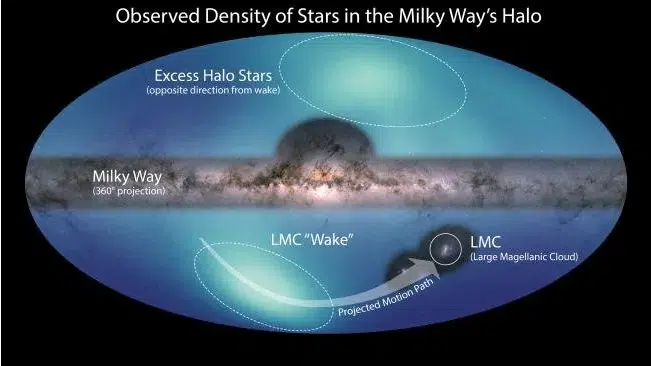 Observed Density of Stars in the Milky Way's Halo
Excess Halo Stars
(opposite direction from wake)
Milky Way
(360° projection)
LMC "Wake"
LMC
(Large Magellanic Cloud)
Projected Motion Path